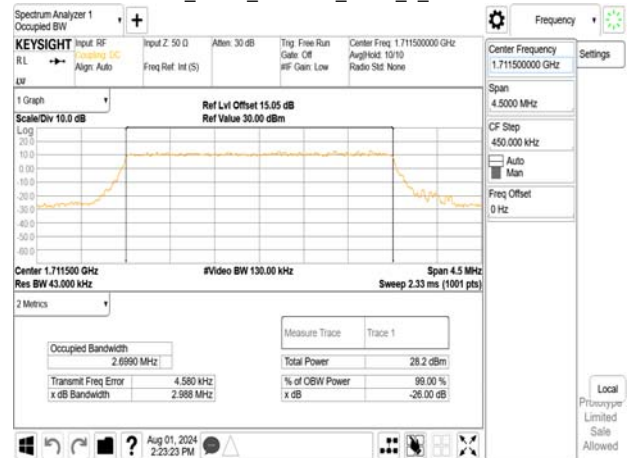 Spectrum Analyzer 1
Occupied BW
Frequency
KEYSIGHT
RL
Input: RF
Coupling: DC
Align: Auto
Input Z: 50 Ω
Freq Ref: Int (S)
Atten: 30 dB
Trig: Free Run
Gate: Off
#IF Gain: Low
Center Freq: 1.711500000 GHz
Avg|Hold: 10/10
Radio Std: None
Center Frequency
1.711500000 GHz
Settings
Span
4.5000 MHz
CF Step
450.000 kHz
Auto
Man
Freq Offset
0 Hz
1 Graph
Scale/Div 10.0 dB
Ref Lvl Offset 15.05 dB
Ref Value 30.00 dBm
Log
20.0
10.0
0.00
-10.0
-20.0
-30.0
-40.0
-50.0
-60.0
Center 1.711500 GHz
#Video BW 130.00 kHz
Span 4.5 MHz
Res BW 43.000 kHz
Sweep 2.33 ms (1001 pts)
2 Metrics
Measure Trace
Trace 1
Occupied Bandwidth
2.6990 MHz
Total Power
28.2 dBm
Transmit Freq Error
4.580 kHz
% of OBW Power
99.00 %
x dB Bandwidth
2.988 MHz
x dB
-26.00 dB
Local
Prototype
Limited
Sale
Allowed
?
Aug 01, 2024
2:23:23 PM